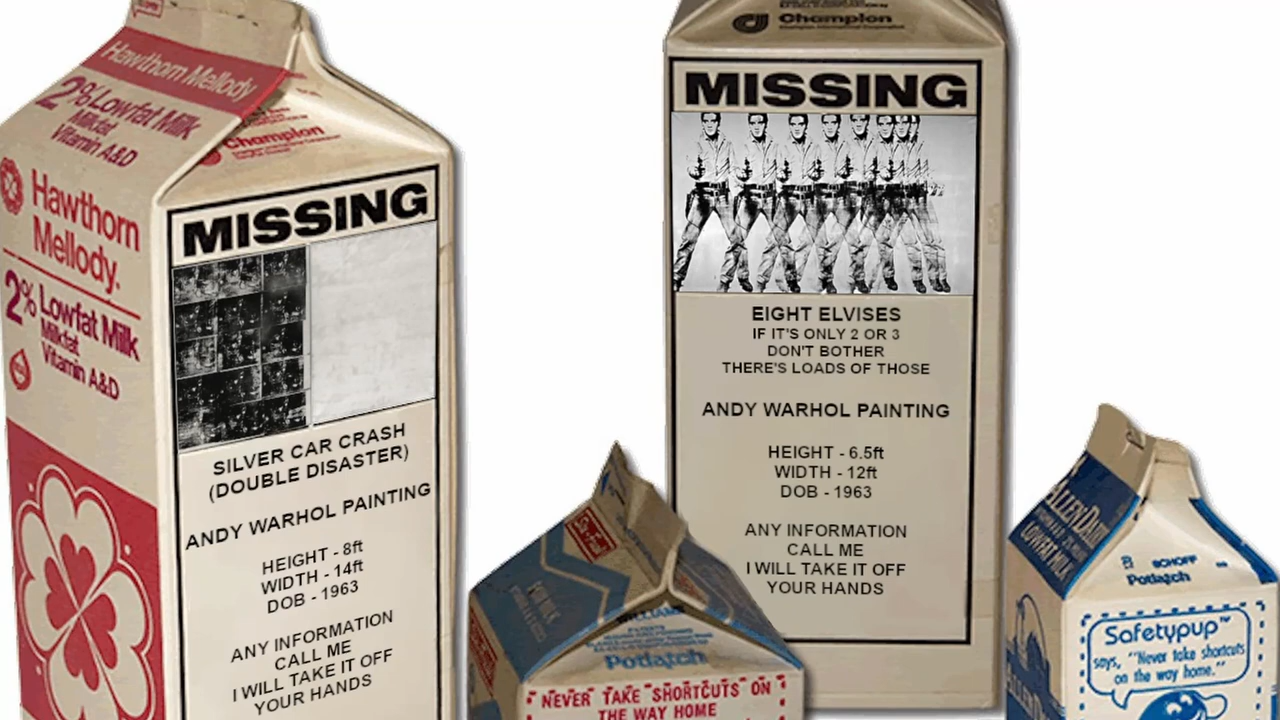 Hawthorn Mellody
2% Lowfat Milk
Milkfat
Vitamin A&D
Champion
Hawthorn
Mellody.
2% Lowfat Milk
Milkfat
Vitamin A&D
MISSING
SILVER CAR CRASH
(DOUBLE DISASTER)
ANDY WARHOL PAINTING
HEIGHT - 8ft
WIDTH - 14ft
DOB - 1963
ANY INFORMATION
CALL ME
I WILL TAKE IT OFF
YOUR HANDS
Champion
MISSING
EIGHT ELVISES
IF IT'S ONLY 2 OR 3
DON'T BOTHER
THERE'S LOADS OF THOSE
ANDY WARHOL PAINTING
HEIGHT - 6.5ft
WIDTH - 12ft
DOB - 1963
ANY INFORMATION
CALL ME
I WILL TAKE IT OFF
YOUR HANDS
Potlatch
NEVER TAKE SHORTCUTS ON
THE WAY HOME
LOWFAT MILK
SCHOFF
Potlatch
Safetypup™
says, "Never take shortcuts
on the way home."